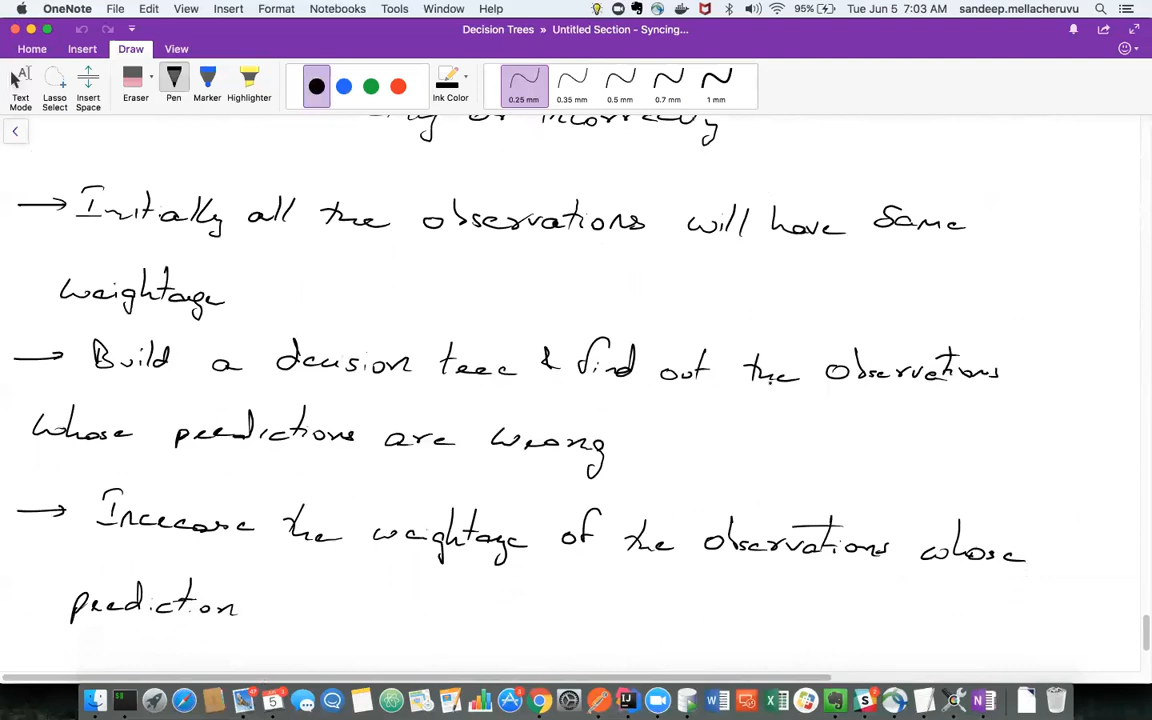 OneNote File Edit View Insert Format Notebooks Tools Window Help 95% Tue Jun 5 7:03 AM sandeep.mellacheruvu
Decision Trees » Untitled Section - Syncing...
Home Insert Draw View
Text Mode Lasso Select Insert Space Eraser Pen Marker Highlighter Ink Color 0.25 mm 0.35 mm 0.5 mm 0.7 mm 1 mm
or incorrectly
→ Initially all the observations will have same
weightage
→ Build a decision tree & find out the observations
whose predictions are wrong
→ Increase the weightage of the observations whose
prediction